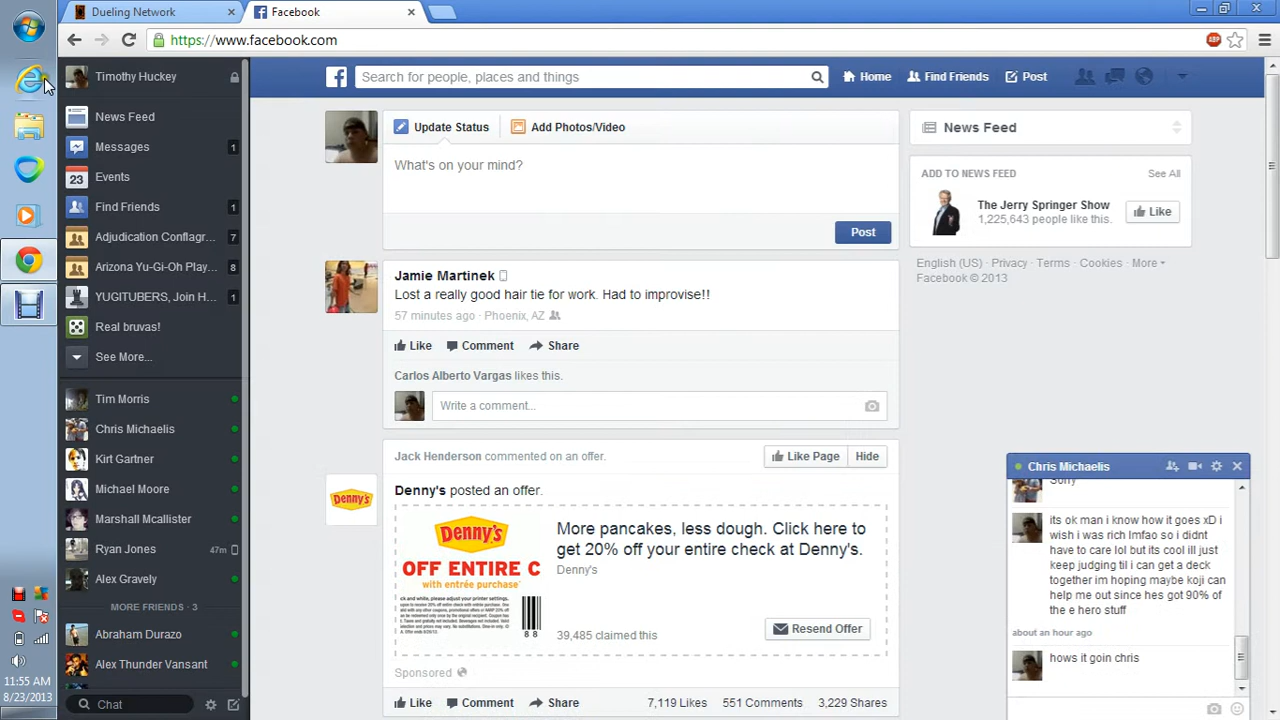 Dueling Network
Facebook
https://www.facebook.com
ABP
Timothy Huckey
News Feed
Messages 1
23 Events
Find Friends 1
Adjudication Conflagr... 7
Arizona Yu-Gi-Oh Play... 8
YUGITUBERS, Join H... 1
Real bruvas!
See More...
Tim Morris
Chris Michaelis
Kirt Gartner
Michael Moore
Marshall Mcallister
Ryan Jones 47m
Alex Gravely
MORE FRIENDS · 3
Abraham Durazo
Alex Thunder Vansant
Chat
11:55 AM
8/23/2013
Search for people, places and things
Home
Find Friends
Post
Update Status
Add Photos/Video
What's on your mind?
Post
Jamie Martinek
Lost a really good hair tie for work. Had to improvise!!
57 minutes ago · Phoenix, AZ
Like Comment Share
Carlos Alberto Vargas likes this.
Write a comment...
Jack Henderson commented on an offer.
Like Page
Hide
Denny's
Denny's posted an offer.
Denny's
OFF ENTIRE C
with entrée purchase*
8 8
More pancakes, less dough. Click here to
get 20% off your entire check at Denny's.
Denny's
39,485 claimed this
Resend Offer
Sponsored
Like Comment Share
7,119 Likes 551 Comments 3,229 Shares
News Feed
ADD TO NEWS FEED See All
The Jerry Springer Show
1,225,643 people like this.
Like
English (US) · Privacy · Terms · Cookies · More
Facebook © 2013
Chris Michaelis
Sorry
its ok man i know how it goes xD i
wish i was rich lmfao so i didnt
have to care lol but its cool ill just
keep judging til i can get a deck
together im hoping maybe koji can
help me out since hes got 90% of
the e hero stuff
about an hour ago
hows it goin chris